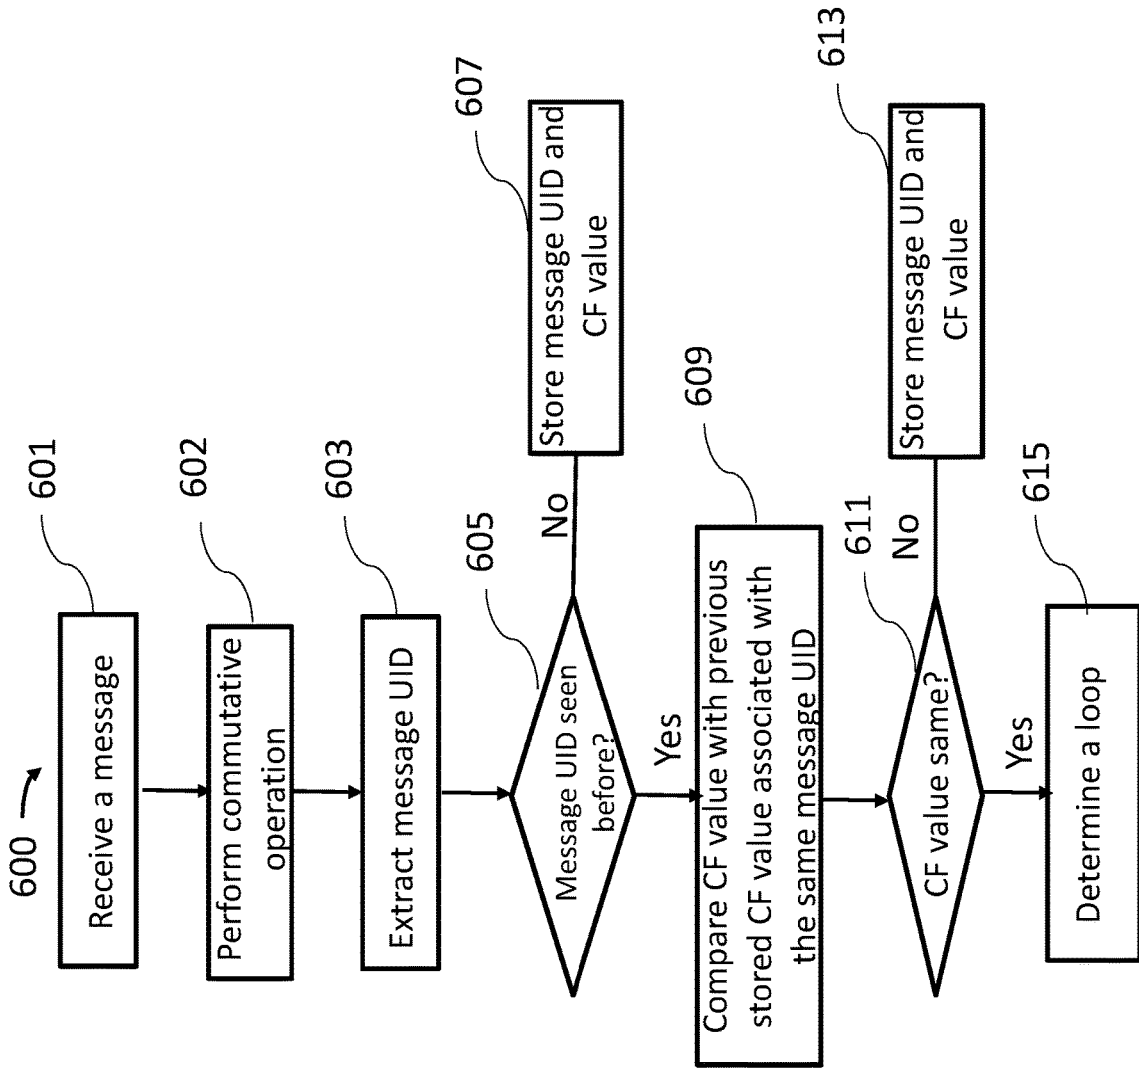 600
601
Receive a message
602
Perform commutative
operation
603
Extract message UID
605
Message UID seen
before?
No
607
Store message UID and
CF value
Yes
609
Compare CF value with previous
stored CF value associated with
the same message UID
611
CF value same?
No
613
Store message UID and
CF value
Yes
615
Determine a loop